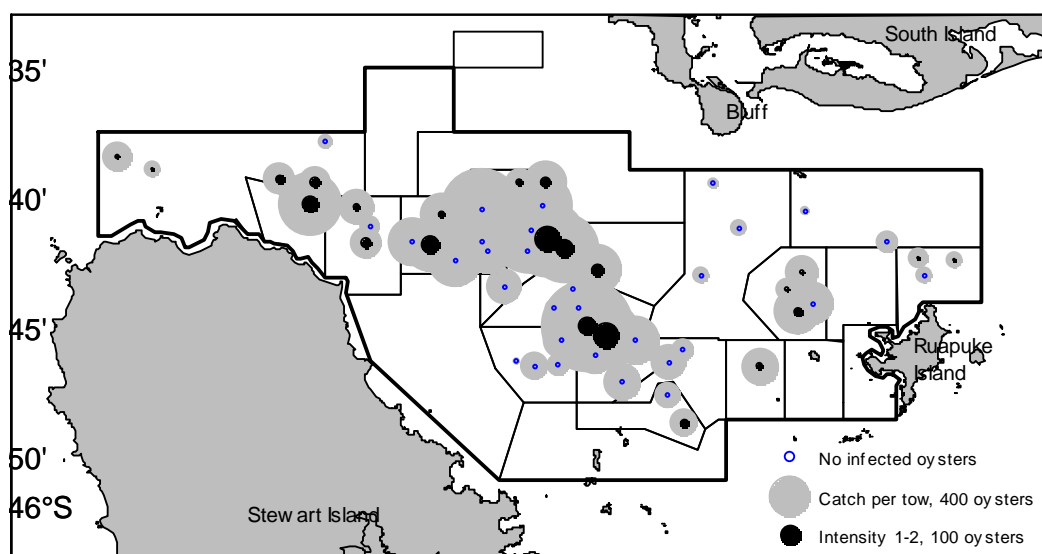 South Island
35'
Bluff
40'
45'
Ruapuke
Island
50'
No infected oysters
46°S
Catch per tow, 400 oysters
Stewart Island
Intensity 1-2, 100 oysters